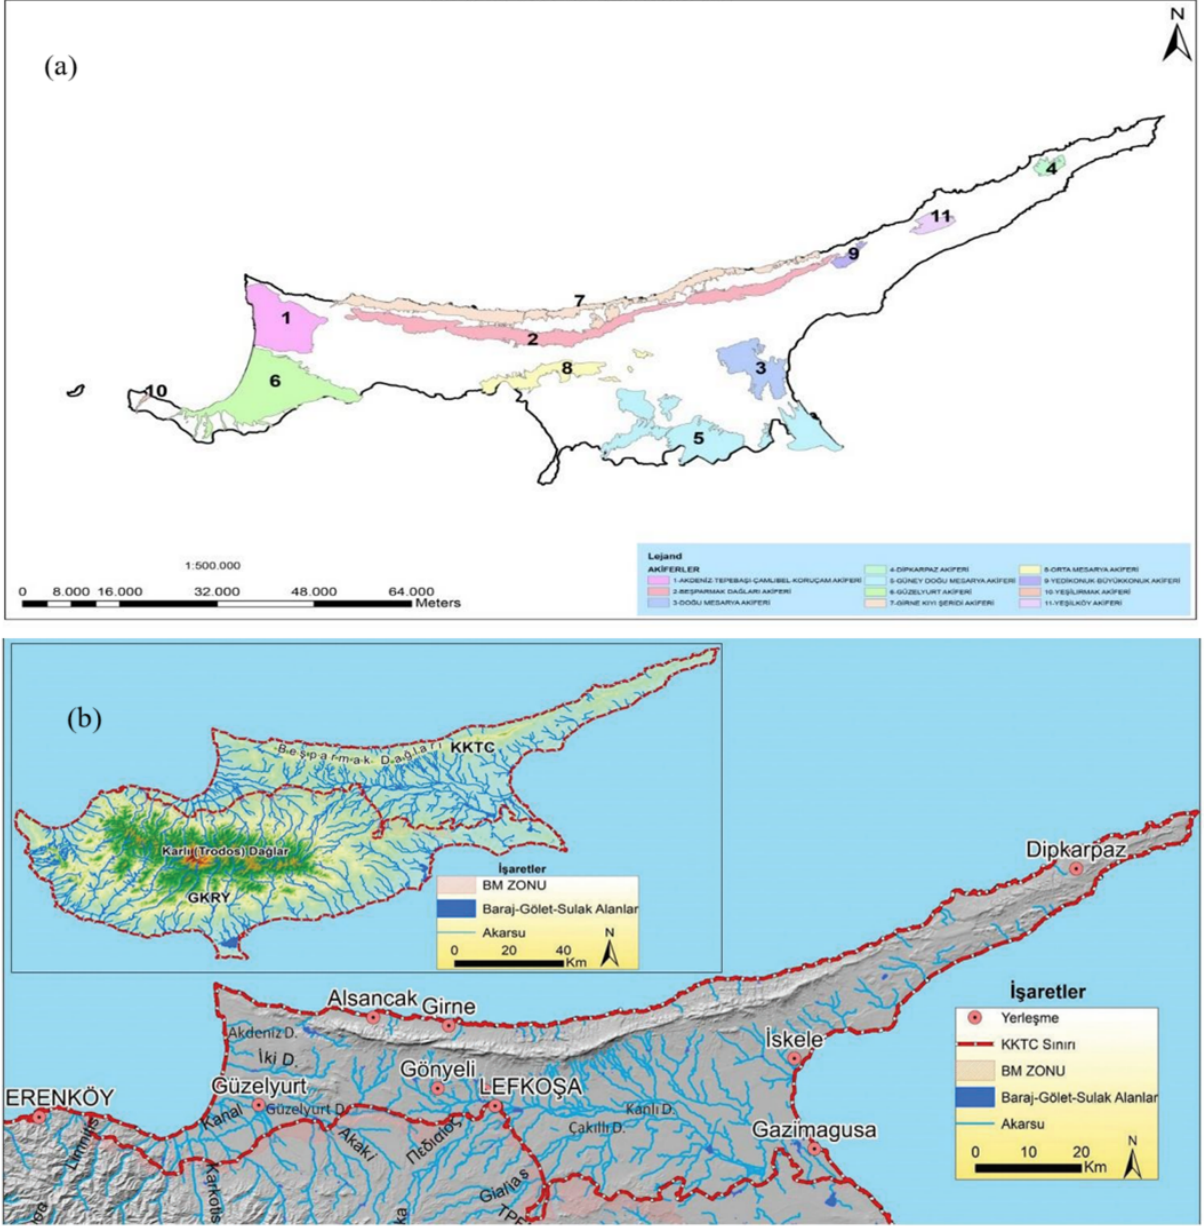 N
(a)
4
11
9
7
1
2
8
3
6
10
5
1:500.000
0 8.000 16.000 32.000 48.000 64.000
Meters
Lejand
AKİFERLER
1-AKDENİZ-TEPEBAŞI-ÇAMLIBEL-KORUÇAM AKİFERİ
2-BEŞPARMAK DAĞLARI AKİFERİ
3-DOĞU MESARYA AKİFERİ
4-DİPKARPAZ AKİFERİ
5-GÜNEY DOĞU MESARYA AKİFERİ
6-GÜZELYURT AKİFERİ
7-GİRNE KIYI ŞERİDİ AKİFERİ
8-ORTA MESARYA AKİFERİ
9-YEDİKONUK-BÜYÜKKONUK AKİFERİ
10-YEŞİLIRMAK AKİFERİ
11-YEŞİLKÖY AKİFERİ
(b)
Beşparmak Dağları
KKTC
Karlı (Trodos) Dağlar
GKRY
İşaretler
BM ZONU
Baraj-Gölet-Sulak Alanlar
Akarsu
N
0 20 40
Km
Dipkarpaz
Alsancak
Girne
Akdeniz D.
İki D.
Gönyeli
İskele
Güzelyurt
LEFKOŞA
ERENKÖY
Güzelyurt D.
Kanal
Kanlı D.
Çakıllı D.
Gazimagusa
Limnitis
Akaki
Πεδιαίος
Karkotis
Gialias
İşaretler
Yerleşme
KKTC Sınırı
BM ZONU
Baraj-Gölet-Sulak Alanlar
Akarsu
N
0 10 20
Km